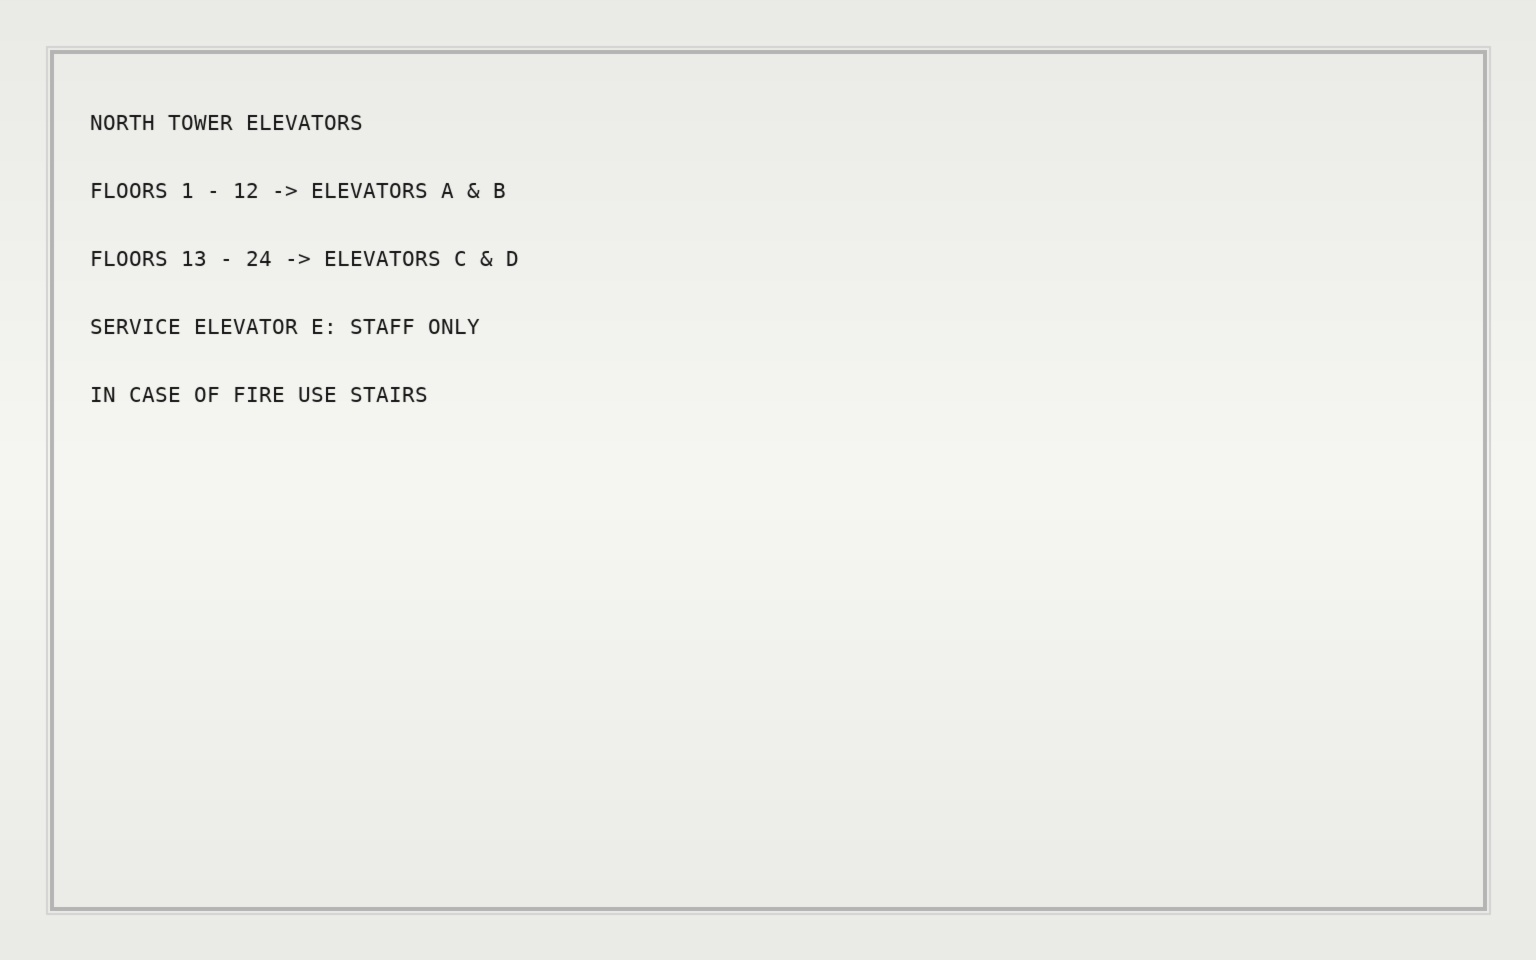 NORTH TOWER ELEVATORS
FLOORS 1 - 12 -> ELEVATORS A & B
FLOORS 13 - 24 -> ELEVATORS C & D
SERVICE ELEVATOR E: STAFF ONLY
IN CASE OF FIRE USE STAIRS